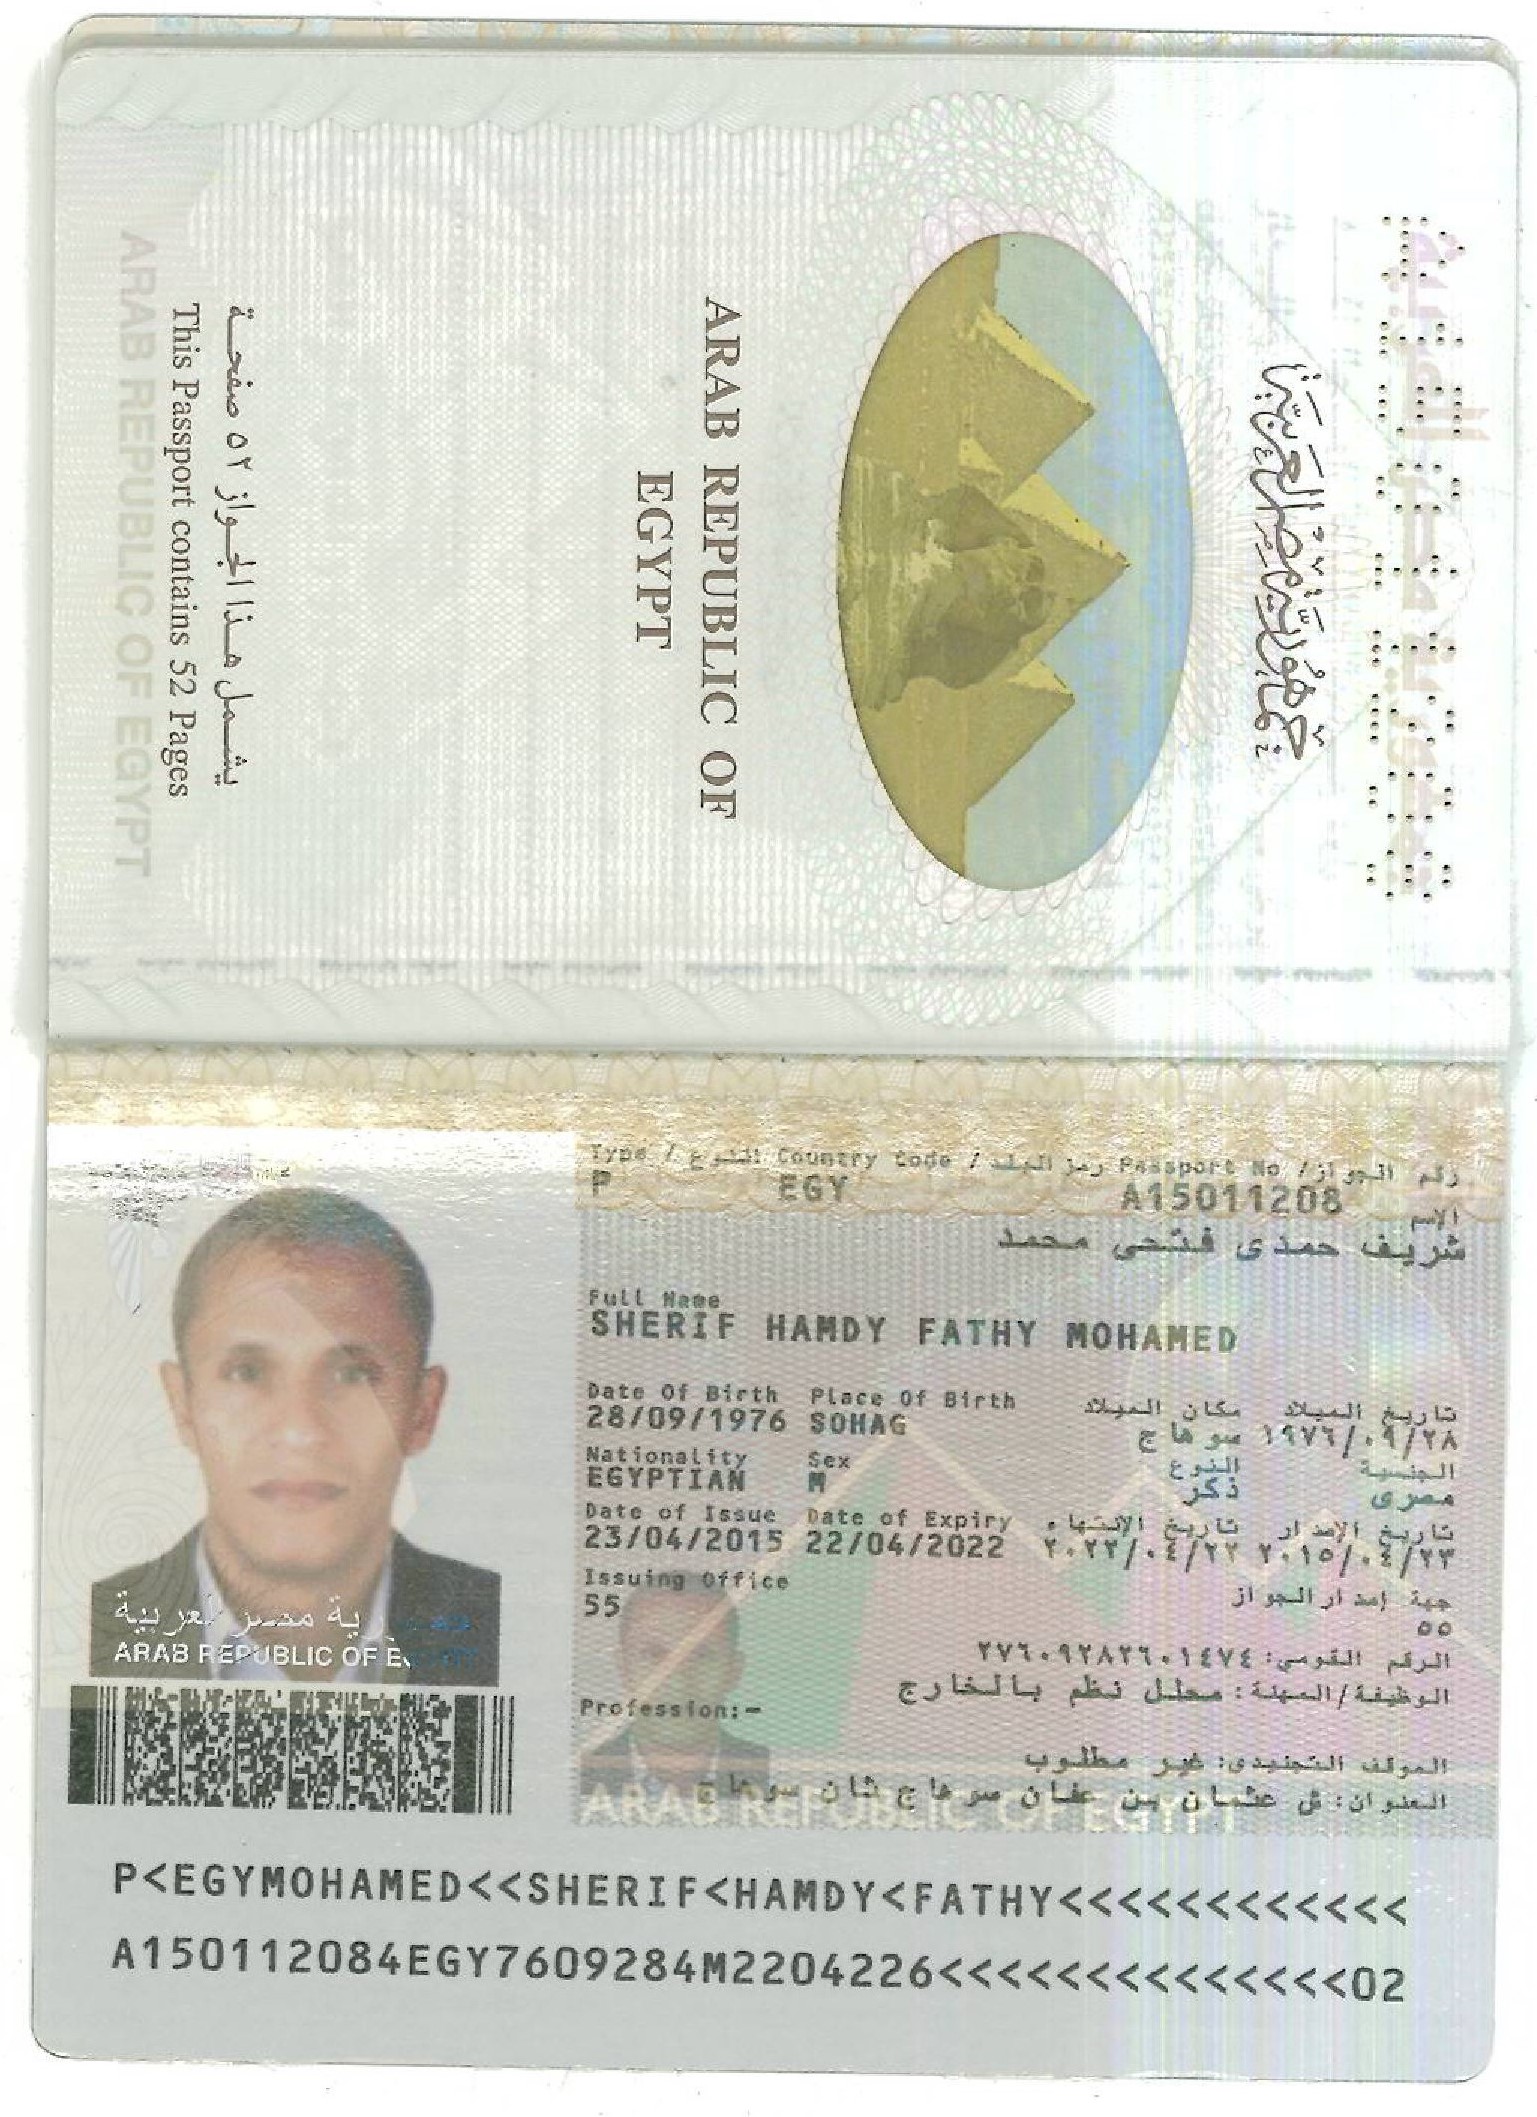 جمهورية مصر العربية
ARAB REPUBLIC OF
EGYPT
يشمل هذا الجواز ٥٢ صفحة
This Passport contains 52 Pages
ARAB REPUBLIC OF EGYPT
Type / النوع Country Code / رمز البلد Passport No / رقم الجواز
P EGY A15011208
الاسم
شريف حمدى فتحى محمد
Full Name
SHERIF HAMDY FATHY MOHAMED
Date Of Birth Place Of Birth مكان الميلاد تاريخ الميلاد
28/09/1976 SOHAG سوهاج ١٩٧٦/٠٩/٢٨
Nationality Sex النوع الجنسية
EGYPTIAN M ذكر مصرى
Date of Issue Date of Expiry تاريخ الإنتهاء تاريخ الإصدار
23/04/2015 22/04/2022 ٢٠٢٢/٠٤/٢٢ ٢٠١٥/٠٤/٢٣
Issuing Office جهة إصدار الجواز
55 ٥٥
الرقم القومى: ٢٧٦٠٩٢٨٢٦٠١٤٧٤
الوظيفة/المهنة: محلل نظم بالخارج
Profession:-
الموقف التجنيدى: غير مطلوب
العنوان: ش عثمان بن عفان سوهاج ثان سوهاج
ARAB REPUBLIC OF EGYPT
مصر العربية
ARAB REPUBLIC OF
P<EGYMOHAMED<<SHERIF<HAMDY<FATHY<<<<<<<<<<<<
A150112084EGY7609284M2204226<<<<<<<<<<<<<<02